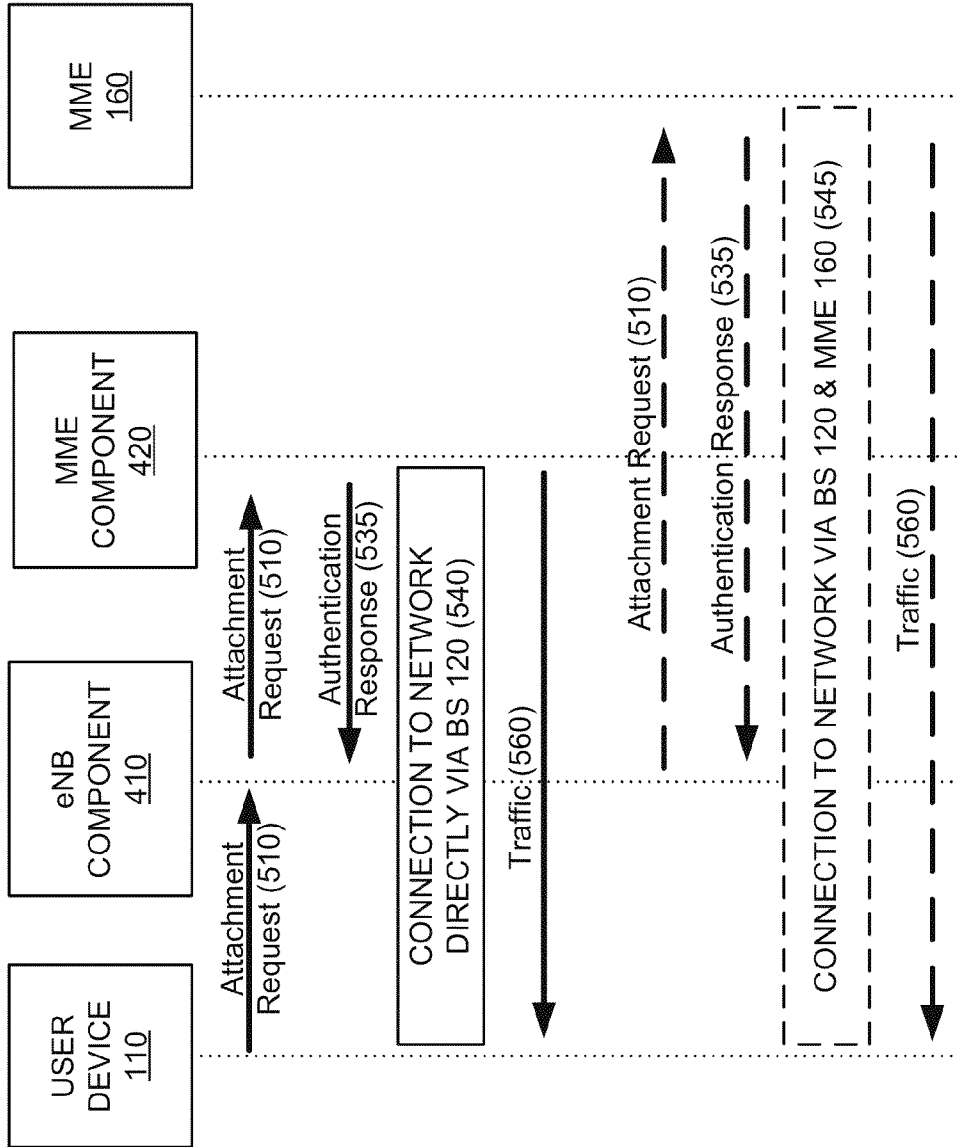 USER
DEVICE
110
eNB
COMPONENT
410
MME
COMPONENT
420
MME
160
Attachment
Request (510)
Attachment
Request (510)
Authentication
Response (535)
CONNECTION TO NETWORK
DIRECTLY VIA BS 120 (540)
Traffic (560)
Attachment Request (510)
Authentication Response (535)
CONNECTION TO NETWORK VIA BS 120 & MME 160 (545)
Traffic (560)